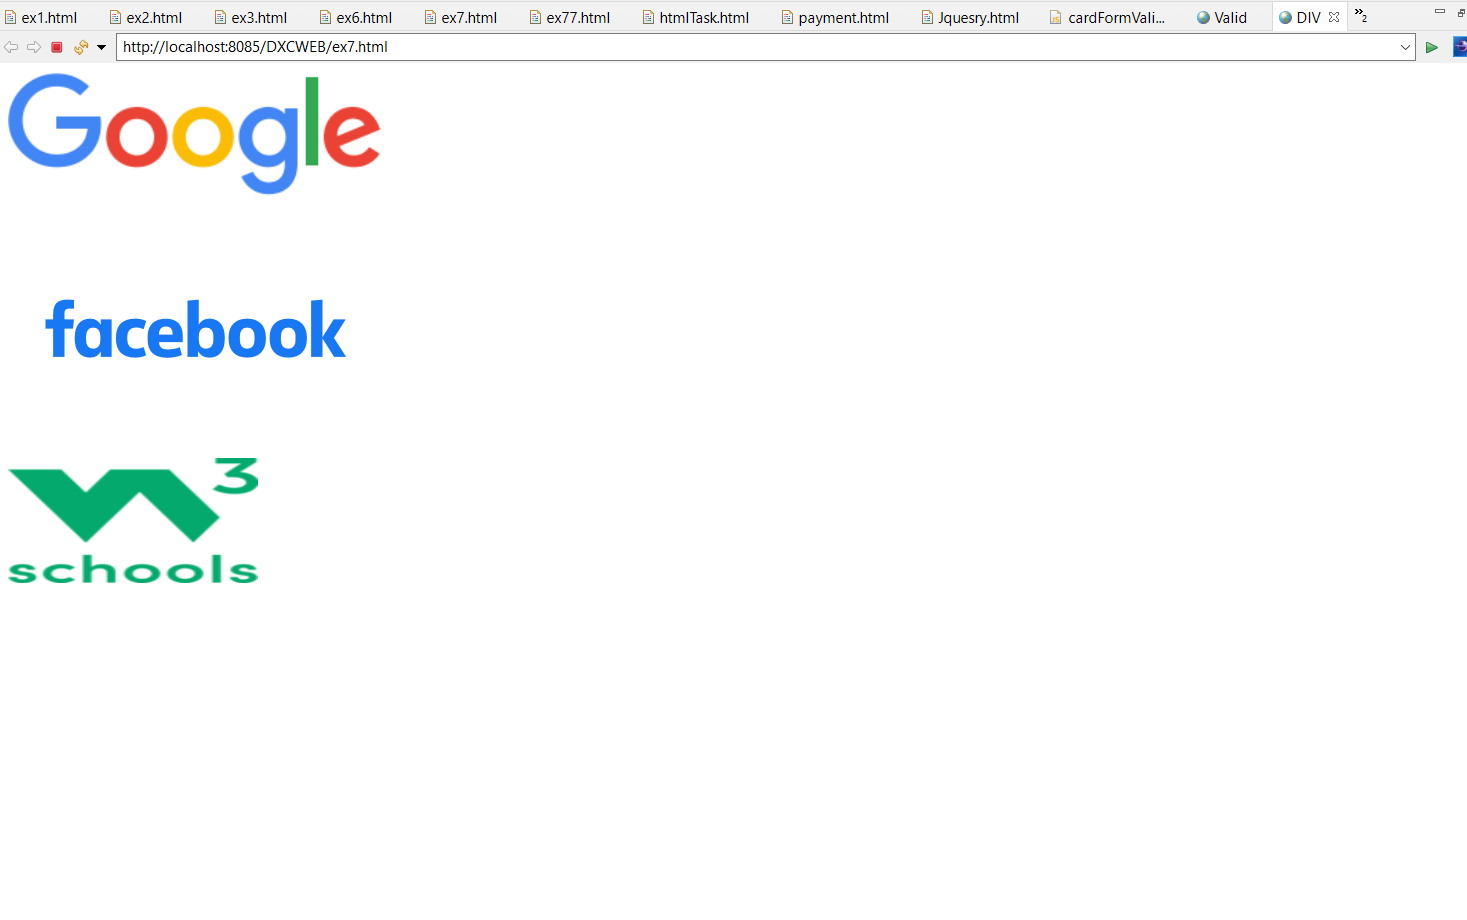 ex1.html ex2.html ex3.html ex6.html ex7.html ex77.html htmlTask.html payment.html Jquesry.html cardFormVali... Valid DIV »2
http://localhost:8085/DXCWEB/ex7.html
Google
facebook
3
schools